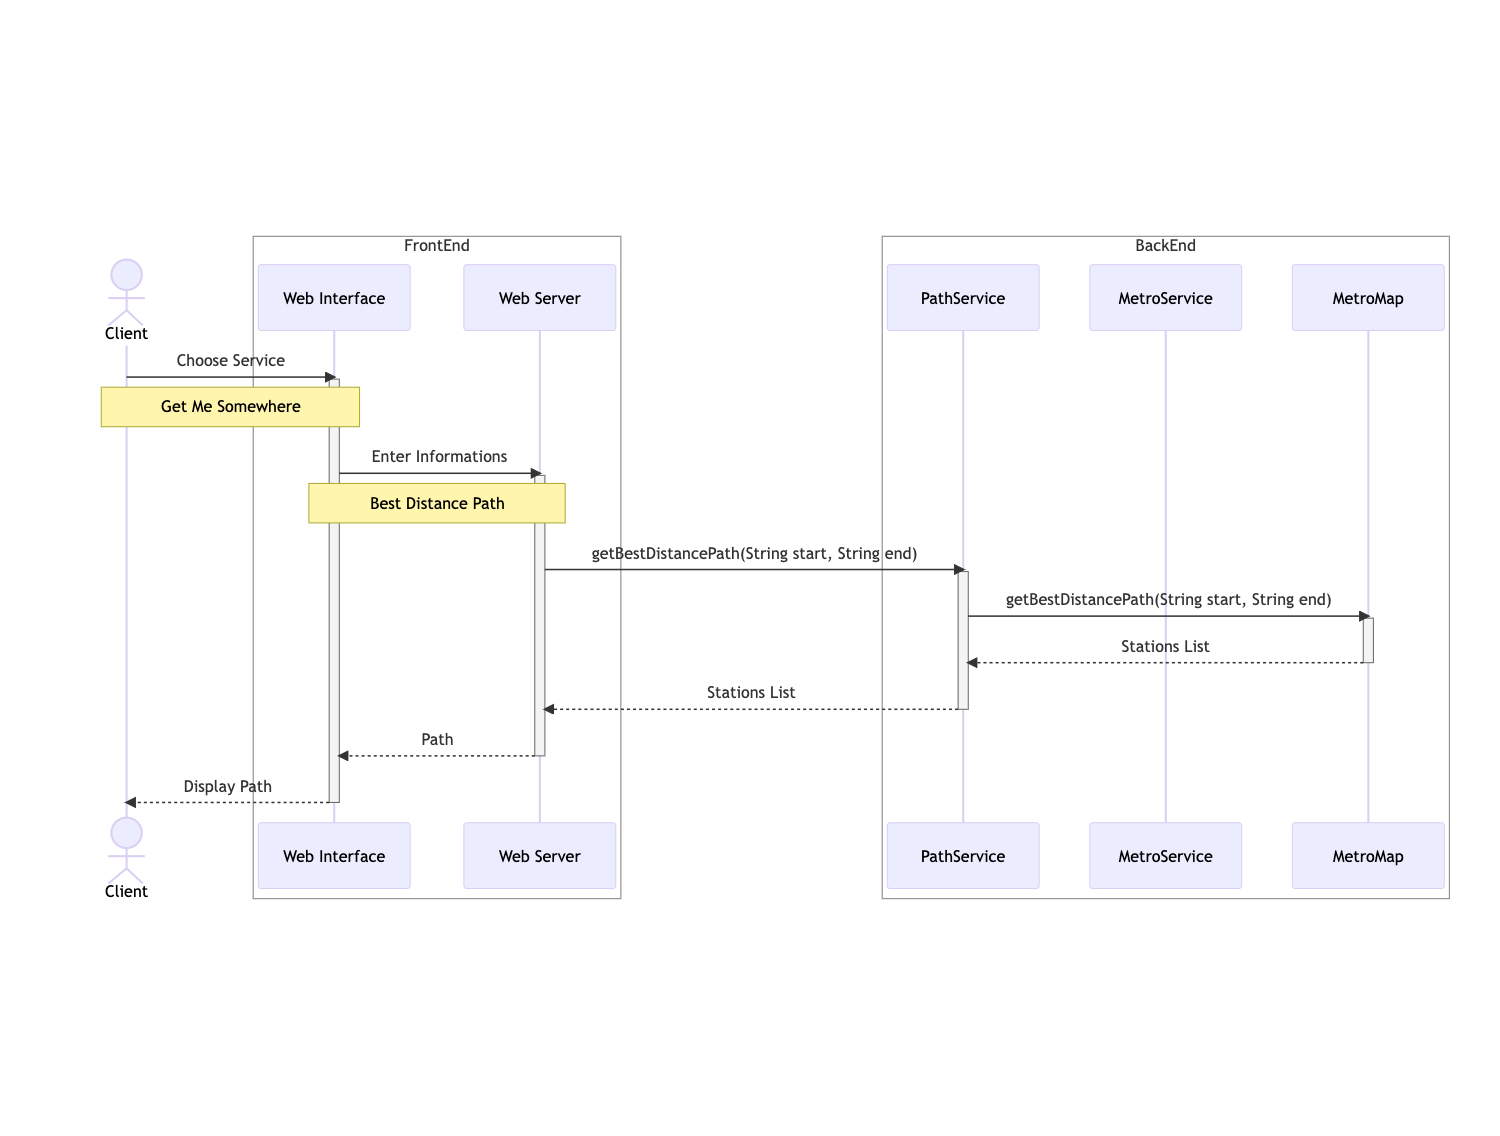 FrontEnd
BackEnd
Web Interface
Web Server
PathService
MetroService
MetroMap
Client
Choose Service
Get Me Somewhere
Enter Informations
Best Distance Path
getBestDistancePath(String start, String end)
getBestDistancePath(String start, String end)
Stations List
Stations List
Path
Display Path
Web Interface
Web Server
PathService
MetroService
MetroMap
Client